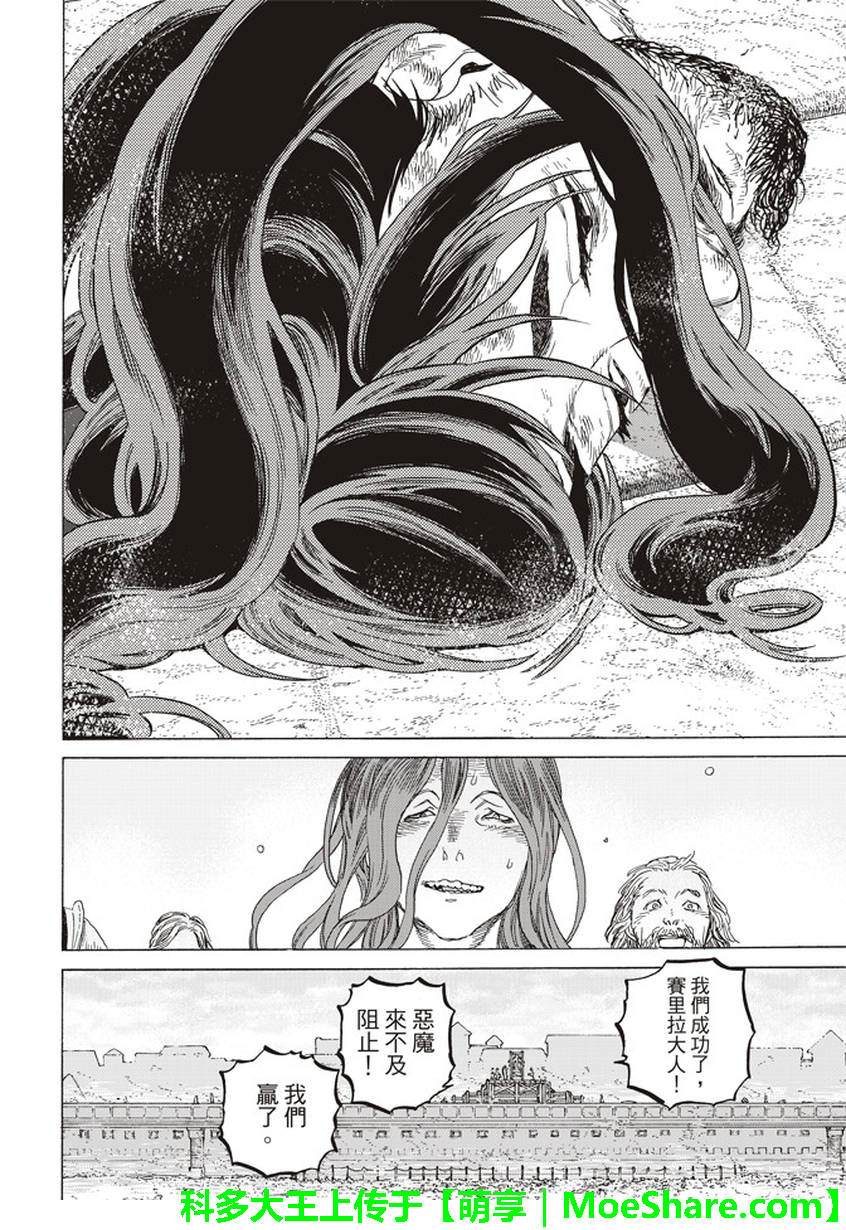 我們成功了，
賽里拉大人！
惡魔
來不及
阻止！
我們
贏了。
科多大王上传于【萌享｜MoeShare.com】